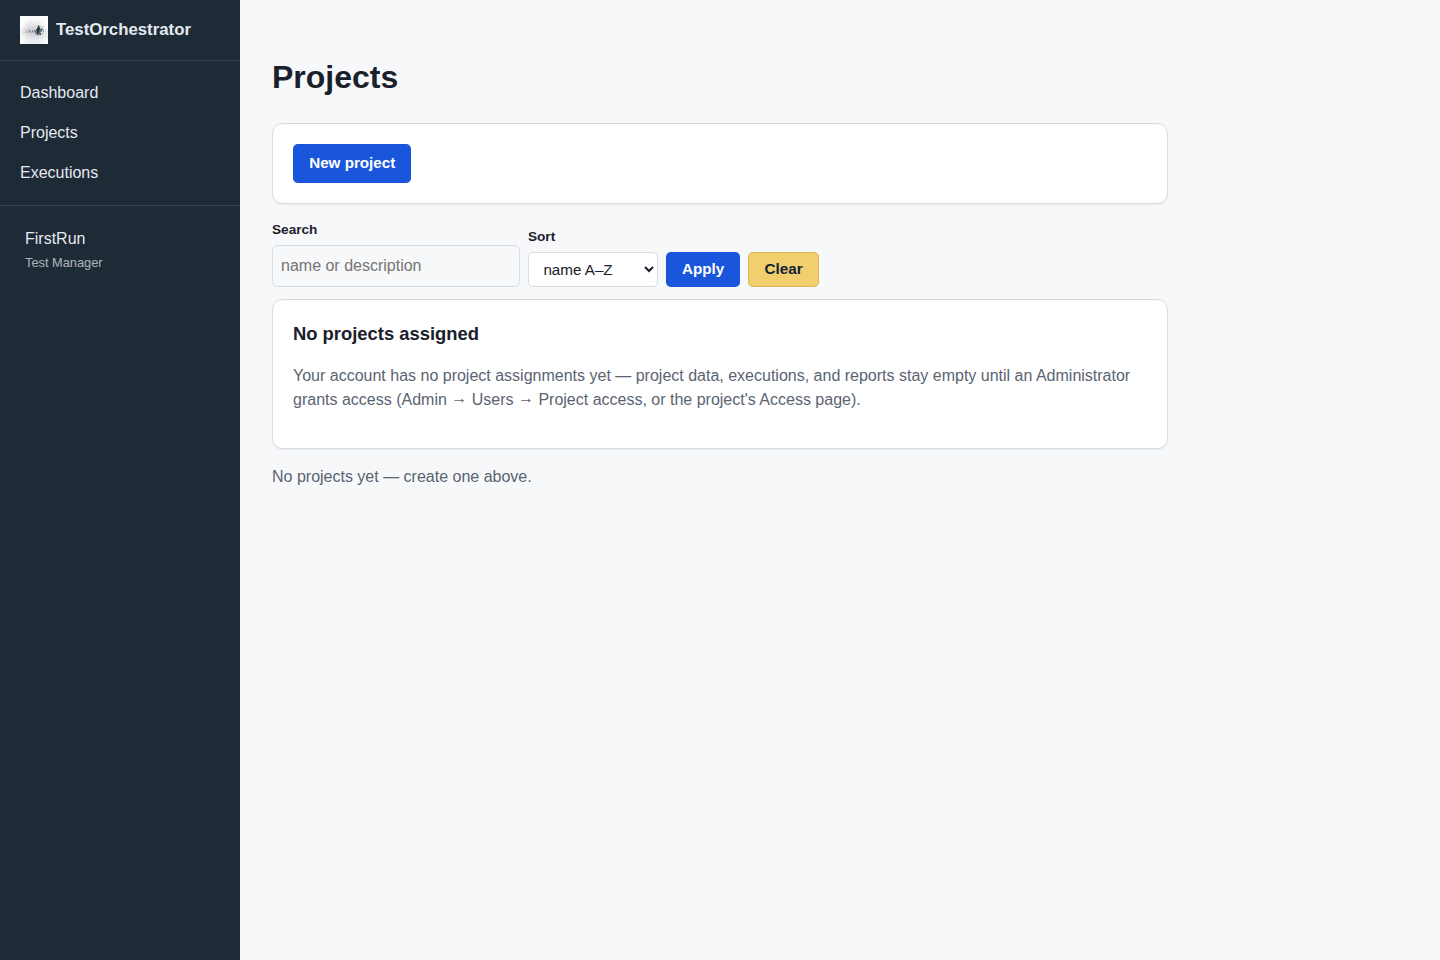 TestOrchestrator
Dashboard
Projects
Executions
FirstRun
Test Manager
Projects
New project
Search
name or description
Sort
name A–Z
Apply
Clear
No projects assigned
Your account has no project assignments yet — project data, executions, and reports stay empty until an Administrator
grants access (Admin → Users → Project access, or the project's Access page).
No projects yet — create one above.